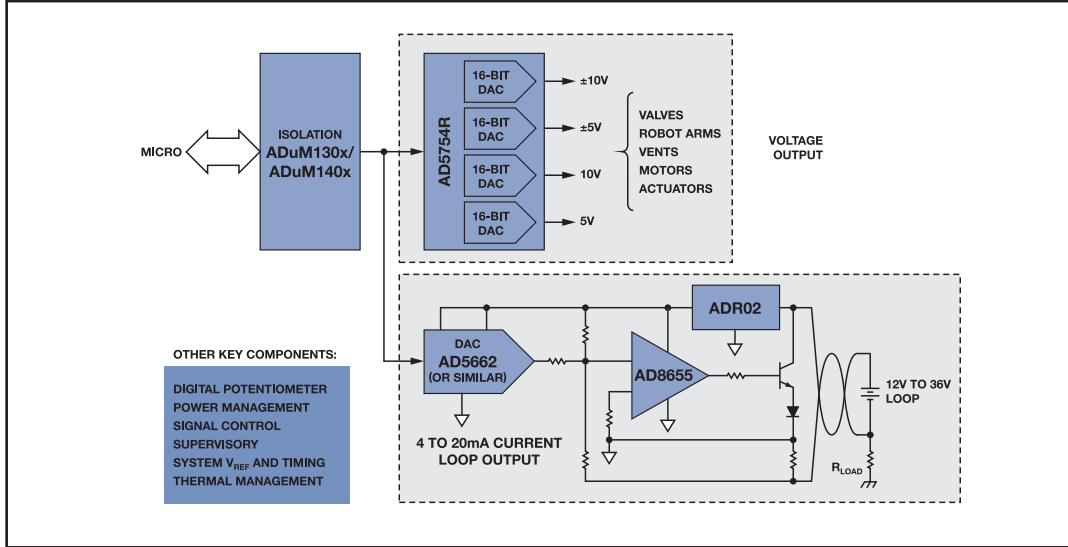 MICRO
ISOLATION
ADuM130x/
ADuM140x
AD5754R
16-BIT
DAC
16-BIT
DAC
16-BIT
DAC
16-BIT
DAC
±10V
±5V
10V
5V
VALVES
ROBOT ARMS
VENTS
MOTORS
ACTUATORS
VOLTAGE
OUTPUT
DAC
AD5662
(OR SIMILAR)
AD8655
ADR02
12V TO 36V
LOOP
RLOAD
4 TO 20mA CURRENT
LOOP OUTPUT
OTHER KEY COMPONENTS:
DIGITAL POTENTIOMETER
POWER MANAGEMENT
SIGNAL CONTROL
SUPERVISORY
SYSTEM VREF AND TIMING
THERMAL MANAGEMENT